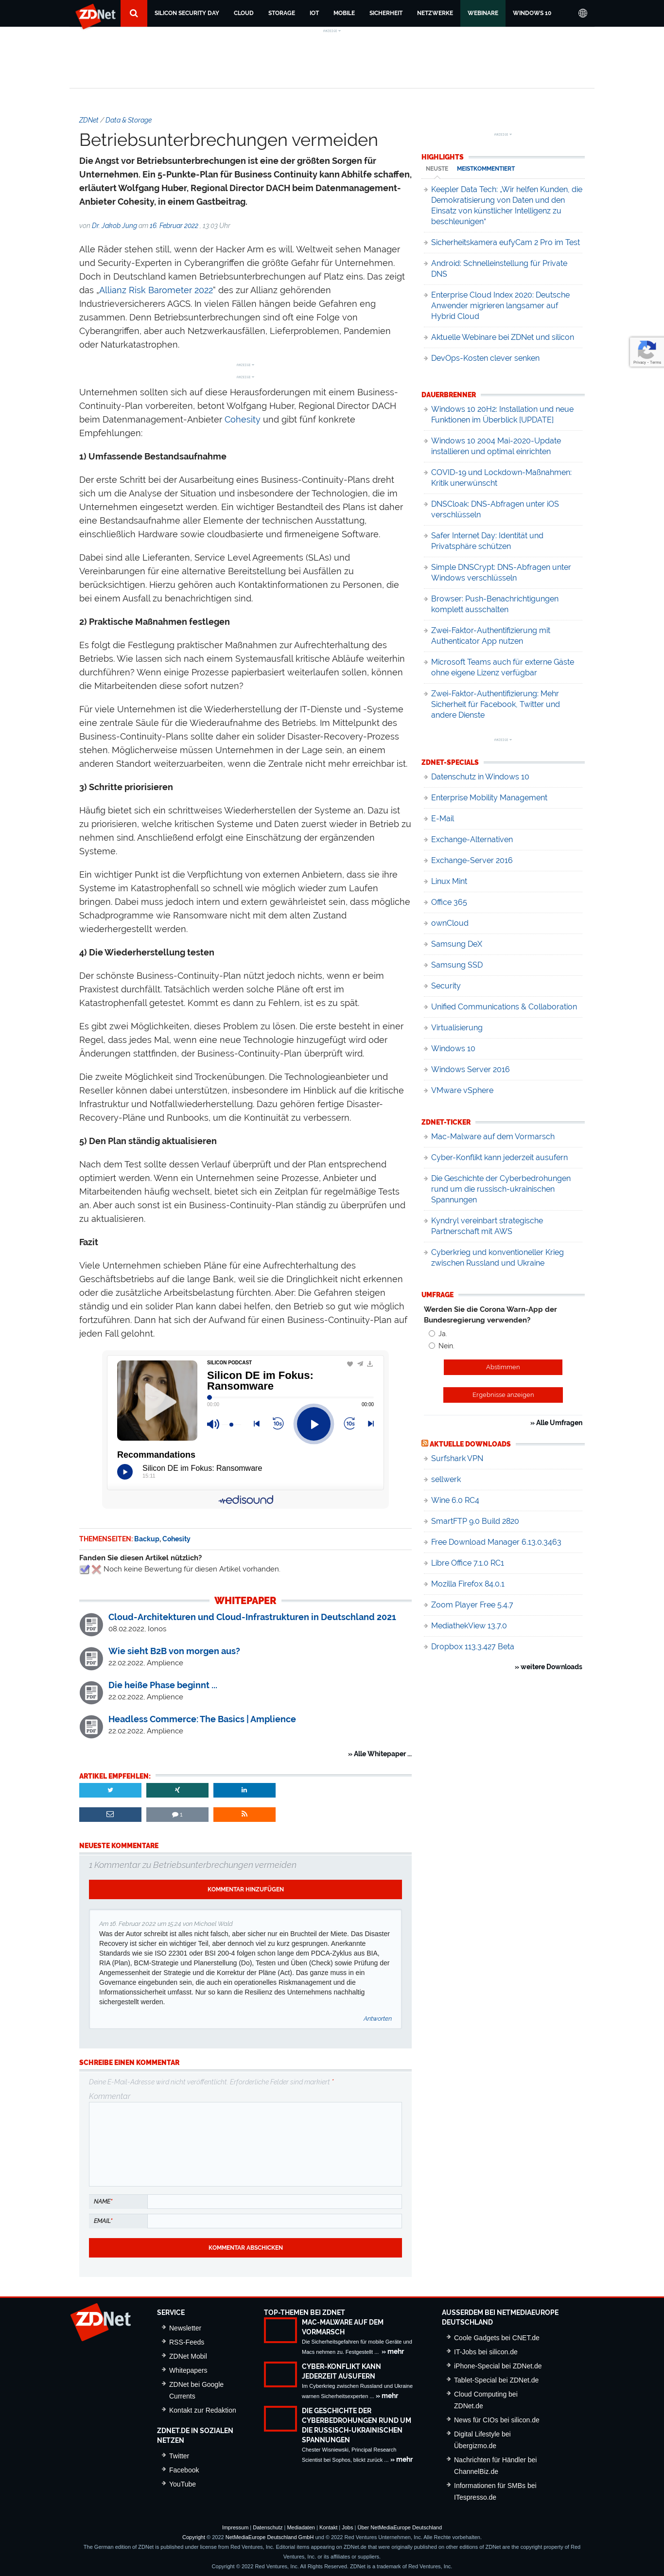 ZDNet
SILICON SECURITY DAY CLOUD STORAGE IOT MOBILE SICHERHEIT NETZWERKE WEBINARE WINDOWS 10
ANZEIGE
ZDNet / Data & Storage
Betriebsunterbrechungen vermeiden
Die Angst vor Betriebsunterbrechungen ist eine der größten Sorgen für
Unternehmen. Ein 5-Punkte-Plan für Business Continuity kann Abhilfe schaffen,
erläutert Wolfgang Huber, Regional Director DACH beim Datenmanagement-
Anbieter Cohesity, in einem Gastbeitrag.
von Dr. Jakob Jung am 16. Februar 2022 , 13:03 Uhr
Alle Räder stehen still, wenn der Hacker Arm es will. Weltweit sehen Manager
und Security-Experten in Cyberangriffen die größte Gefahr für Unternehmen.
Doch in Deutschland kamen Betriebsunterbrechungen auf Platz eins. Das zeigt
das „Allianz Risk Barometer 2022" des zur Allianz gehörenden
Industrieversicherers AGCS. In vielen Fällen hängen beide Gefahren eng
zusammen. Denn Betriebsunterbrechungen sind oft eine Folge von
Cyberangriffen, aber auch Netzwerkausfällen, Lieferproblemen, Pandemien
oder Naturkatastrophen.
ANZEIGE
ANZEIGE
Unternehmen sollten sich auf diese Herausforderungen mit einem Business-
Continuity-Plan vorbereiten, betont Wolfgang Huber, Regional Director DACH
beim Datenmanagement-Anbieter Cohesity und gibt fünf konkrete
Empfehlungen:
1) Umfassende Bestandsaufnahme
Der erste Schritt bei der Ausarbeitung eines Business-Continuity-Plans dreht
sich um die Analyse der Situation und insbesondere der Technologien, die im
Unternehmen eingesetzt werden. Ein wichtiger Bestandteil des Plans ist daher
eine Bestandsaufnahme aller Elemente der technischen Ausstattung,
einschließlich Hardware sowie cloudbasierte und firmeneigene Software.
Dabei sind alle Lieferanten, Service Level Agreements (SLAs) und
Vereinbarungen für eine alternative Bereitstellung bei Ausfällen zu
berücksichtigen. Hierzu gehören auch Kontaktinformationen zu Personen, die
bei einem Ausfall zu benachrichtigen sind.
2) Praktische Maßnahmen festlegen
Es folgt die Festlegung praktischer Maßnahmen zur Aufrechterhaltung des
Betriebs. Wie lassen sich nach einem Systemausfall kritische Abläufe weiterhin
durchführen? Wenn einige Prozesse papierbasiert weiterlaufen sollen, können
die Mitarbeitenden diese sofort nutzen?
Für viele Unternehmen ist die Wiederherstellung der IT-Dienste und -Systeme
eine zentrale Säule für die Wiederaufnahme des Betriebs. Im Mittelpunkt des
Business-Continuity-Plans sollte daher ein solider Disaster-Recovery-Prozess
stehen. Möglicherweise müssen Unternehmen in der Lage sein, an einem
anderen Standort weiterzuarbeiten, wenn die Zentrale nicht mehr erreichbar ist.
3) Schritte priorisieren
Häufig bietet sich ein schrittweises Wiederherstellen der Systeme an. Dazu ist
zu priorisieren, welche kritischen Systeme und Daten zuerst wieder in Betrieb zu
nehmen sind. Anschließend erfolgt eine Einschätzung der ergänzenden
Systeme.
Ein wichtiger Punkt ist die Verpflichtung von externen Anbietern, dass sie ihre
Systeme im Katastrophenfall so schnell wie möglich wieder zum Laufen
bringen. Dabei muss jedoch intern und extern gewährleistet sein, dass mögliche
Schadprogramme wie Ransomware nicht mit dem alten Zustand
wiederhergestellt werden.
4) Die Wiederherstellung testen
Der schönste Business-Continuity-Plan nützt jedoch nichts, wenn er beim
Praxistest durchfällt. Tatsächlich werden solche Pläne oft erst im
Katastrophenfall getestet. Kommt es dann zu Fehlern, ist es zu spät.
Es gibt zwei Möglichkeiten, dieses Problem zu lösen. Die erste besteht in einer
Regel, wonach jedes Mal, wenn eine neue Technologie hinzugefügt wird oder
Änderungen stattfinden, der Business-Continuity-Plan überprüft wird.
Die zweite Möglichkeit sind Trockenübungen. Die Technologieanbieter und
Reseller können dabei unterstützen, insbesondere im Hinblick auf die kritische
Infrastruktur und Notfallwiederherstellung. Dazu gehören fertige Disaster-
Recovery-Pläne und Runbooks, um die Kontinuität zu verbessern.
5) Den Plan ständig aktualisieren
Nach dem Test sollte dessen Verlauf überprüft und der Plan gegebenenfalls
optimiert werden. Wenn ein Unternehmen seine Prozesse, Anbieter und
Mitarbeitenden häufig wechselt, bietet sich ein Zeitplan für regelmäßige Tests
an. Aber auch sonst ist ein Business-Continuity-Plan ständig zu überprüfen und
zu aktualisieren.
Fazit
Viele Unternehmen schieben Pläne für eine Aufrechterhaltung des
Geschäftsbetriebs auf die lange Bank, weil sie die Dringlichkeit nicht erkennen
oder die zusätzliche Arbeitsbelastung fürchten. Aber: Die Gefahren steigen
ständig und ein solider Plan kann dabei helfen, den Betrieb so gut wie möglich
fortzuführen. Dann hat sich der Aufwand für einen Business-Continuity-Plan auf
jeden Fall gelohnt.
SILICON PODCAST
Silicon DE im Fokus:
Ransomware
00:00 00:00
10s 10s
Recommandations
Silicon DE im Fokus: Ransomware
15:11
edisound
THEMENSEITEN: Backup, Cohesity
Fanden Sie diesen Artikel nützlich?
Noch keine Bewertung für diesen Artikel vorhanden.
WHITEPAPER
Cloud-Architekturen und Cloud-Infrastrukturen in Deutschland 2021
08.02.2022, Ionos
Wie sieht B2B von morgen aus?
22.02.2022, Amplience
Die heiße Phase beginnt ...
22.02.2022, Amplience
Headless Commerce: The Basics | Amplience
22.02.2022, Amplience
» Alle Whitepaper ...
ARTIKEL EMPFEHLEN:
1
NEUESTE KOMMENTARE
1 Kommentar zu Betriebsunterbrechungen vermeiden
KOMMENTAR HINZUFÜGEN
Am 16. Februar 2022 um 15:24 von Michael Wald
Was der Autor schreibt ist alles nicht falsch, aber sicher nur ein Bruchteil der Miete. Das Disaster
Recovery ist sicher ein wichtiger Teil, aber dennoch viel zu kurz gesprungen. Anerkannte
Standards wie sie ISO 22301 oder BSI 200-4 folgen schon lange dem PDCA-Zyklus aus BIA,
RIA (Plan), BCM-Strategie und Planerstellung (Do), Testen und Üben (Check) sowie Prüfung der
Angemessenheit der Strategie und die Korrektur der Pläne (Act). Das ganze muss in ein
Governance eingebunden sein, die auch ein operationelles Risikomanagement und die
Informationssicherheit umfasst. Nur so kann die Resilienz des Unternehmens nachhaltig
sichergestellt werden.
Antworten
SCHREIBE EINEN KOMMENTAR
Deine E-Mail-Adresse wird nicht veröffentlicht. Erforderliche Felder sind markiert *
Kommentar
NAME*
EMAIL*
KOMMENTAR ABSCHICKEN
ANZEIGE
HIGHLIGHTS
NEUSTE MEISTKOMMENTIERT
Keepler Data Tech: „Wir helfen Kunden, die
Demokratisierung von Daten und den
Einsatz von künstlicher Intelligenz zu
beschleunigen"
Sicherheitskamera eufyCam 2 Pro im Test
Android: Schnelleinstellung für Private
DNS
Enterprise Cloud Index 2020: Deutsche
Anwender migrieren langsamer auf
Hybrid Cloud
Aktuelle Webinare bei ZDNet und silicon
DevOps-Kosten clever senken
Privacy - Terms
DAUERBRENNER
Windows 10 20H2: Installation und neue
Funktionen im Überblick [UPDATE]
Windows 10 2004 Mai-2020-Update
installieren und optimal einrichten
COVID-19 und Lockdown-Maßnahmen:
Kritik unerwünscht
DNSCloak: DNS-Abfragen unter iOS
verschlüsseln
Safer Internet Day: Identität und
Privatsphäre schützen
Simple DNSCrypt: DNS-Abfragen unter
Windows verschlüsseln
Browser: Push-Benachrichtigungen
komplett ausschalten
Zwei-Faktor-Authentifizierung mit
Authenticator App nutzen
Microsoft Teams auch für externe Gäste
ohne eigene Lizenz verfügbar
Zwei-Faktor-Authentifizierung: Mehr
Sicherheit für Facebook, Twitter und
andere Dienste
ANZEIGE
ZDNET-SPECIALS
Datenschutz in Windows 10
Enterprise Mobility Management
E-Mail
Exchange-Alternativen
Exchange-Server 2016
Linux Mint
Office 365
ownCloud
Samsung DeX
Samsung SSD
Security
Unified Communications & Collaboration
Virtualisierung
Windows 10
Windows Server 2016
VMware vSphere
ZDNET-TICKER
Mac-Malware auf dem Vormarsch
Cyber-Konflikt kann jederzeit ausufern
Die Geschichte der Cyberbedrohungen
rund um die russisch-ukrainischen
Spannungen
Kyndryl vereinbart strategische
Partnerschaft mit AWS
Cyberkrieg und konventioneller Krieg
zwischen Russland und Ukraine
UMFRAGE
Werden Sie die Corona Warn-App der
Bundesregierung verwenden?
Ja
Nein
Abstimmen
Ergebnisse anzeigen
» Alle Umfragen
AKTUELLE DOWNLOADS
Surfshark VPN
sellwerk
Wine 6.0 RC4
SmartFTP 9.0 Build 2820
Free Download Manager 6.13.0.3463
Libre Office 7.1.0 RC1
Mozilla Firefox 84.0.1
Zoom Player Free 5.4.7
MediathekView 13.7.0
Dropbox 113.3.427 Beta
» weitere Downloads
ZDNet
SERVICE
Newsletter
RSS-Feeds
ZDNET Mobil
Whitepapers
ZDNET bei Google
Currents
Kontakt zur Redaktion
ZDNET.DE IN SOZIALEN
NETZEN
Twitter
Facebook
YouTube
TOP-THEMEN BEI ZDNET
MAC-MALWARE AUF DEM
VORMARSCH
Die Sicherheitsgefahren für mobile Geräte und
Macs nehmen zu. Festgestellt ... » mehr
CYBER-KONFLIKT KANN
JEDERZEIT AUSUFERN
Im Cyberkrieg zwischen Russland und Ukraine
warnen Sicherheitsexperten ... » mehr
DIE GESCHICHTE DER
CYBERBEDROHUNGEN RUND UM
DIE RUSSISCH-UKRAINISCHEN
SPANNUNGEN
Chester Wisniewski, Principal Research
Scientist bei Sophos, blickt zurück ... » mehr
AUSSERDEM BEI NETMEDIAEUROPE
DEUTSCHLAND
Coole Gadgets bei CNET.de
IT-Jobs bei silicon.de
iPhone-Special bei ZDNet.de
Tablet-Special bei ZDNet.de
Cloud Computing bei
ZDNet.de
News für CIOs bei silicon.de
Digital Lifestyle bei
Übergizmo.de
Nachrichten für Händler bei
ChannelBiz.de
Informationen für SMBs bei
ITespresso.de
Impressum | Datenschutz | Mediadaten | Kontakt | Jobs | Über NetMediaEurope Deutschland
Copyright © 2022 NetMediaEurope Deutschland GmbH und © 2022 Red Ventures Unternehmen, Inc. Alle Rechte vorbehalten.
The German edition of ZDNet is published under license from Red Ventures, Inc. Editorial items appearing on ZDNet.de that were originally published on other editions of ZDNet are the copyright property of Red
Ventures, Inc. or its affiliates or suppliers.
Copyright © 2022 Red Ventures, Inc. All Rights Reserved. ZDNet is a trademark of Red Ventures, Inc.